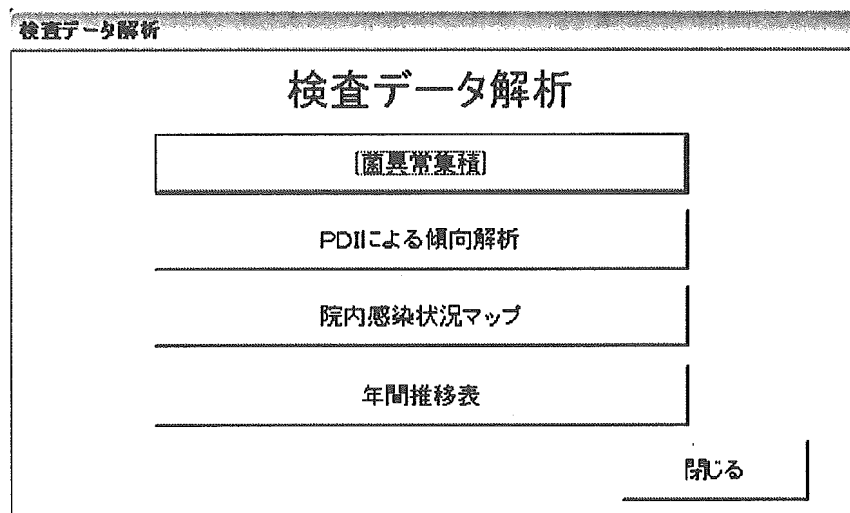 検査データ解析
検査データ解析
菌異常集積
PDIによる傾向解析
院内感染状況マップ
年間推移表
閉じる